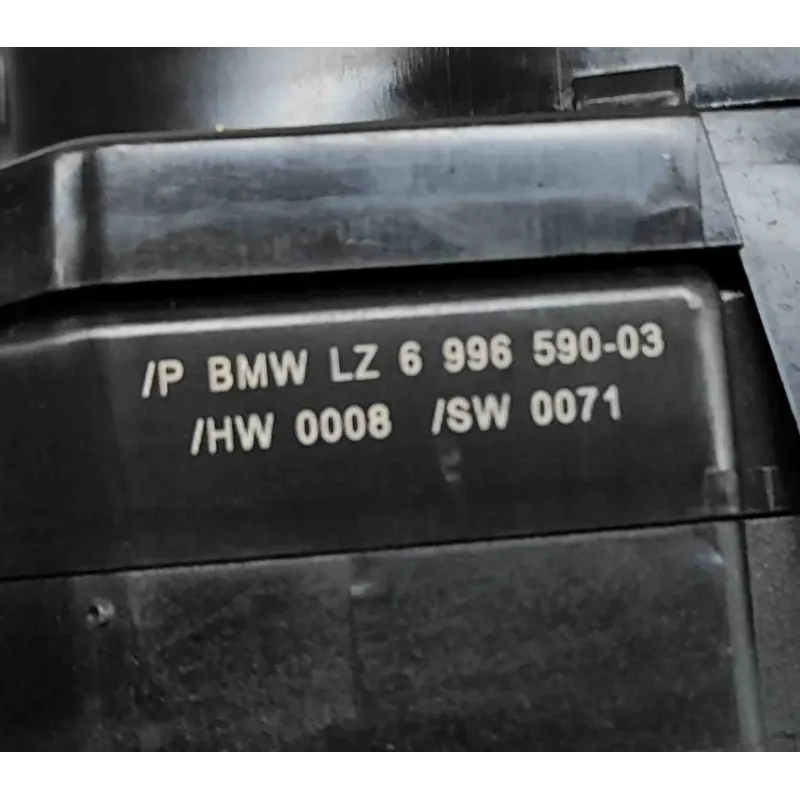 /P BMW LZ 6 996 590-03
/HW 0008 /SW 0071